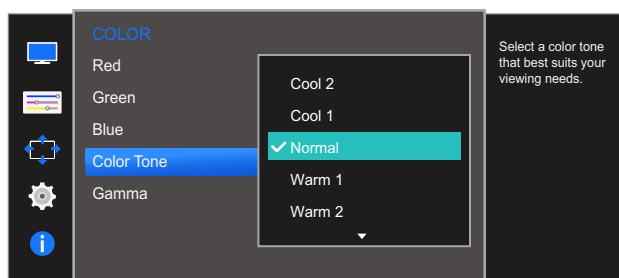 COLOR
Red
Green
Blue
Color Tone
Gamma
Cool 2
Cool 1
Normal
Warm 1
Warm 2
Select a color tone
that best suits your
viewing needs.